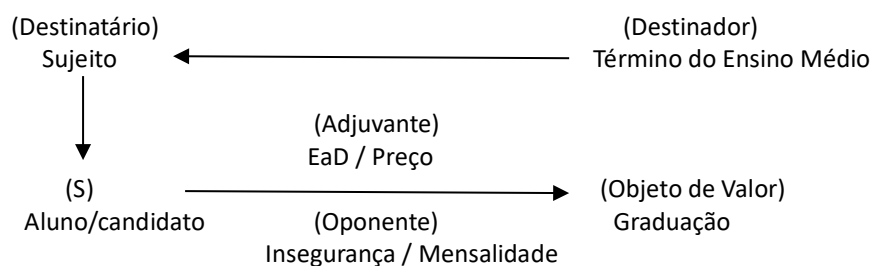 (Destinatário) (Destinador)
Sujeito Término do Ensino Médio
(Adjuvante)
EaD / Preço
(S) (Objeto de Valor)
Aluno/candidato (Oponente) Graduação
Insegurança / Mensalidade